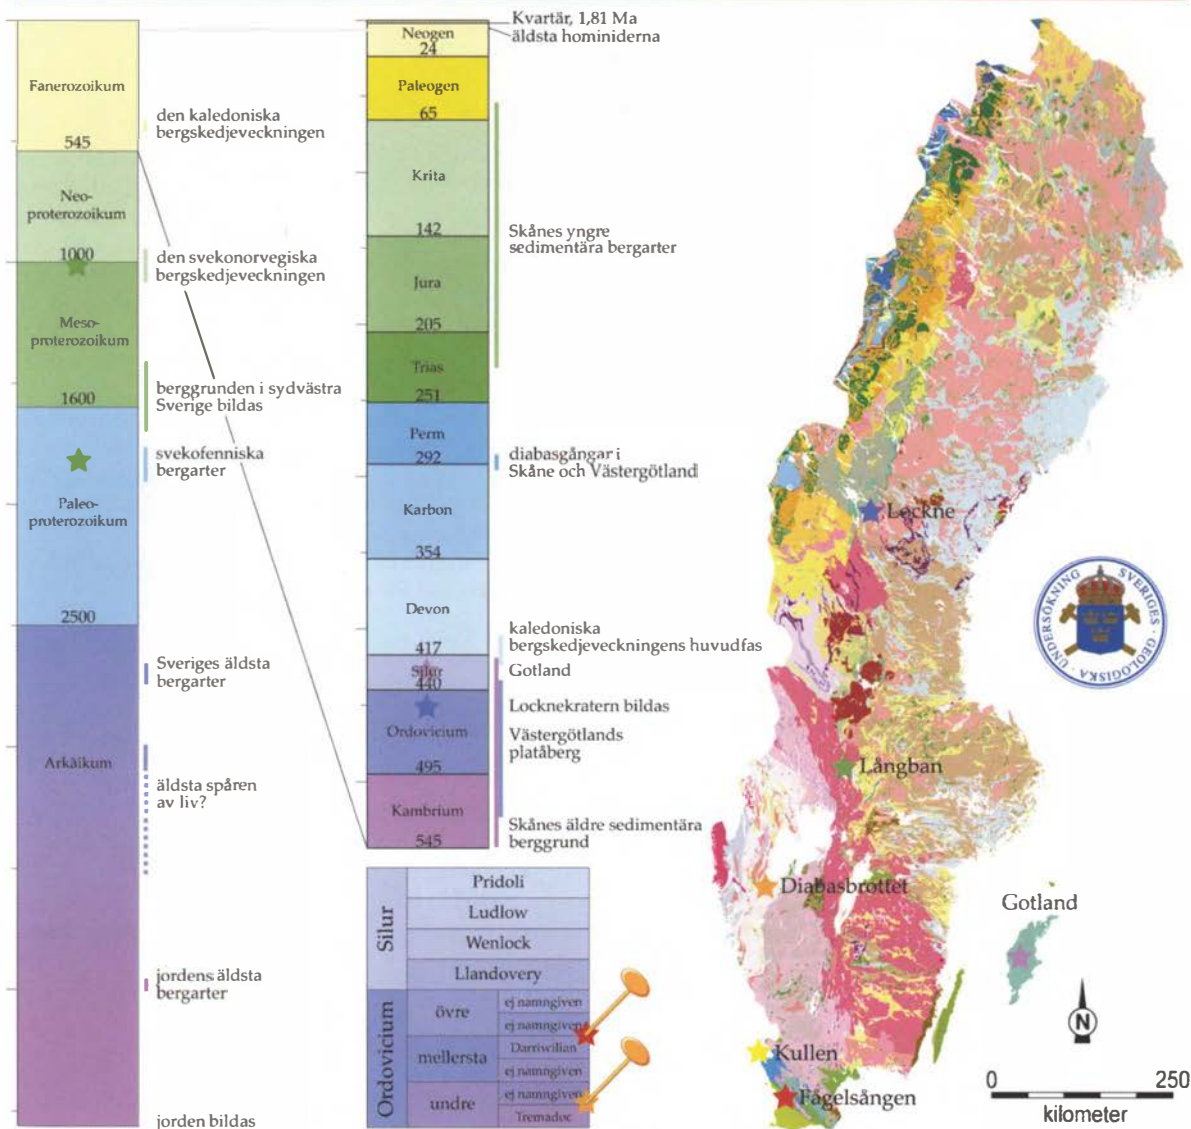 Fanerozoikum
545
Neo-
proterozoikum
1000
Meso-
proterozoikum
1600
Paleo-
proterozoikum
2500
Arkäikum
den kaledoniska
bergskedjeveckningen
den svekonorvegiska
bergskedjeveckningen
berggrunden i sydvästra
Sverige bildas
svekofenniska
bergarter
Sveriges äldsta
bergarter
äldsta spåren
av liv?
jordens äldsta
bergarter
jorden bildas
Neogen
24
Paleogen
65
Krita
142
Jura
205
Trias
251
Perm
292
Karbon
354
Devon
417
Silur
440
Ordovicium
495
Kambrium
545
Kvartär, 1,81 Ma
äldsta hominiderna
Skånes yngre
sedimentära bergarter
diabasgångar i
Skåne och Västergötland
kaledoniska
bergskedjeveckningens huvudfas
Gotland
Locknekratern bildas
Västergötlands
platåberg
Skånes äldre sedimentära
berggrund
Silur
Pridoli
Ludlow
Wenlock
Llandovery
Ordovicium
övre
ej namngiven
ej namngiven
mellersta
Darriwilian
ej namngiven
undre
ej namngiven
Tremadoc
Lockne
SVERIGES · GEOLOGISKA · UNDERSÖKNING
Långban
Diabasbrottet
Gotland
Kullen
Fågelsången
N
0 250
kilometer